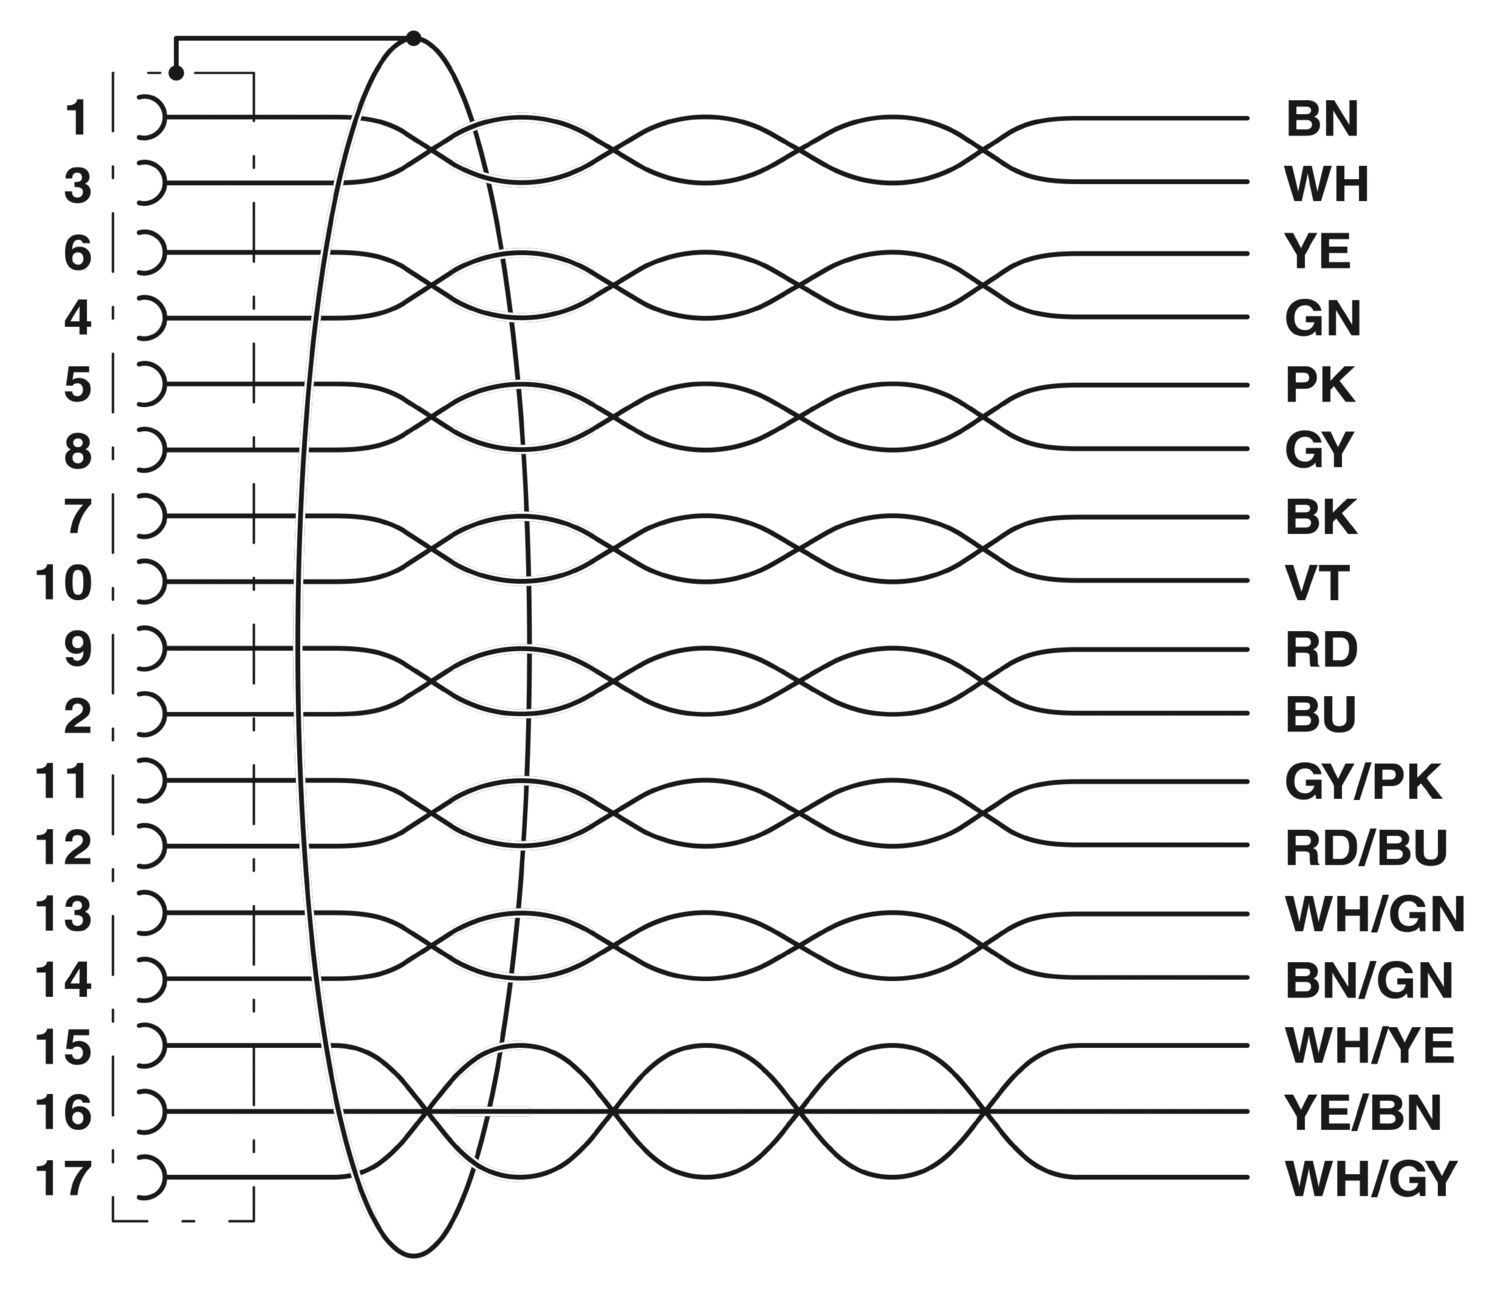 1 BN
3 WH
6 YE
4 GN
5 PK
8 GY
7 BK
10 VT
9 RD
2 BU
11 GY/PK
12 RD/BU
13 WH/GN
14 BN/GN
15 WH/YE
16 YE/BN
17 WH/GY